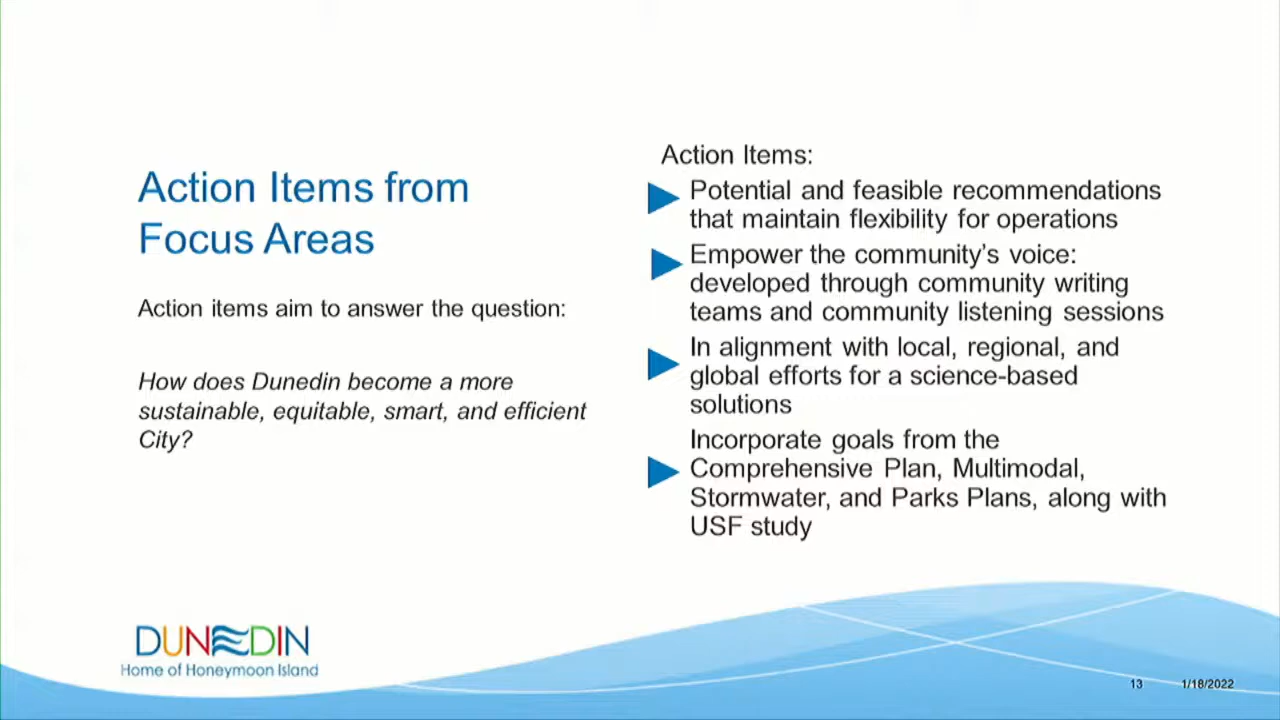 Action Items from
Focus Areas
Action items aim to answer the question:
How does Dunedin become a more
sustainable, equitable, smart, and efficient
City?
Action Items:
Potential and feasible recommendations
that maintain flexibility for operations
Empower the community’s voice:
developed through community writing
teams and community listening sessions
In alignment with local, regional, and
global efforts for a science-based
solutions
Incorporate goals from the
Comprehensive Plan, Multimodal,
Stormwater, and Parks Plans, along with
USF study
DUNEDIN
Home of Honeymoon Island
13 1/18/2022